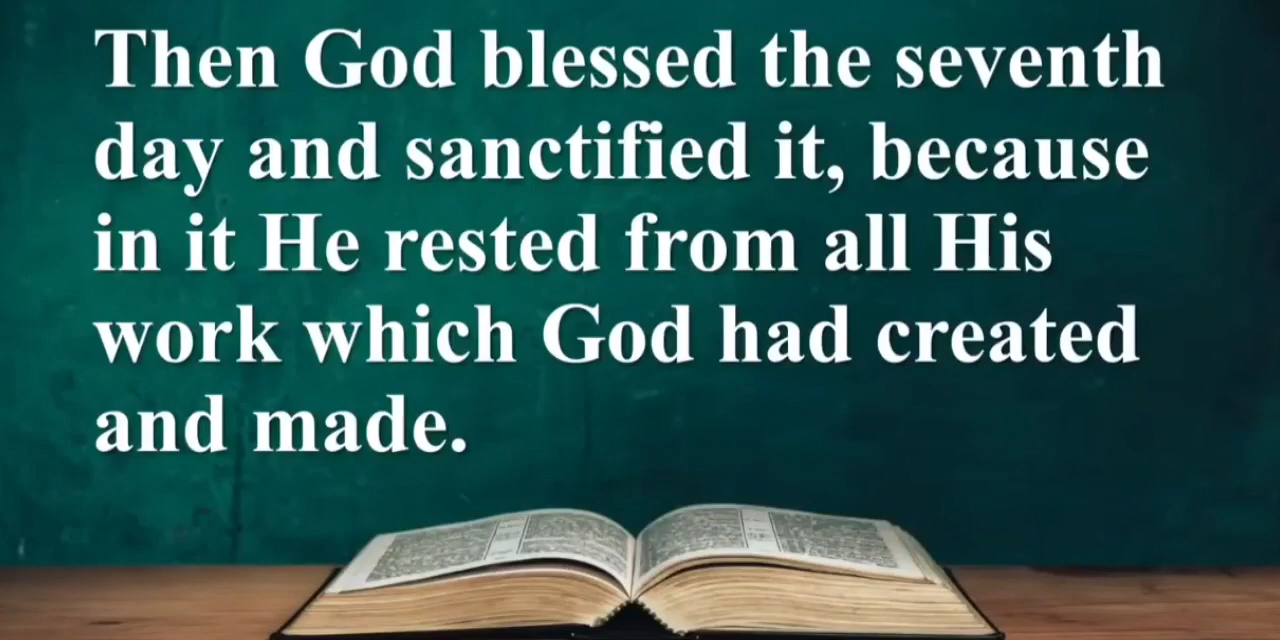 Then God blessed the seventh
day and sanctified it, because
in it He rested from all His
work which God had created
and made.